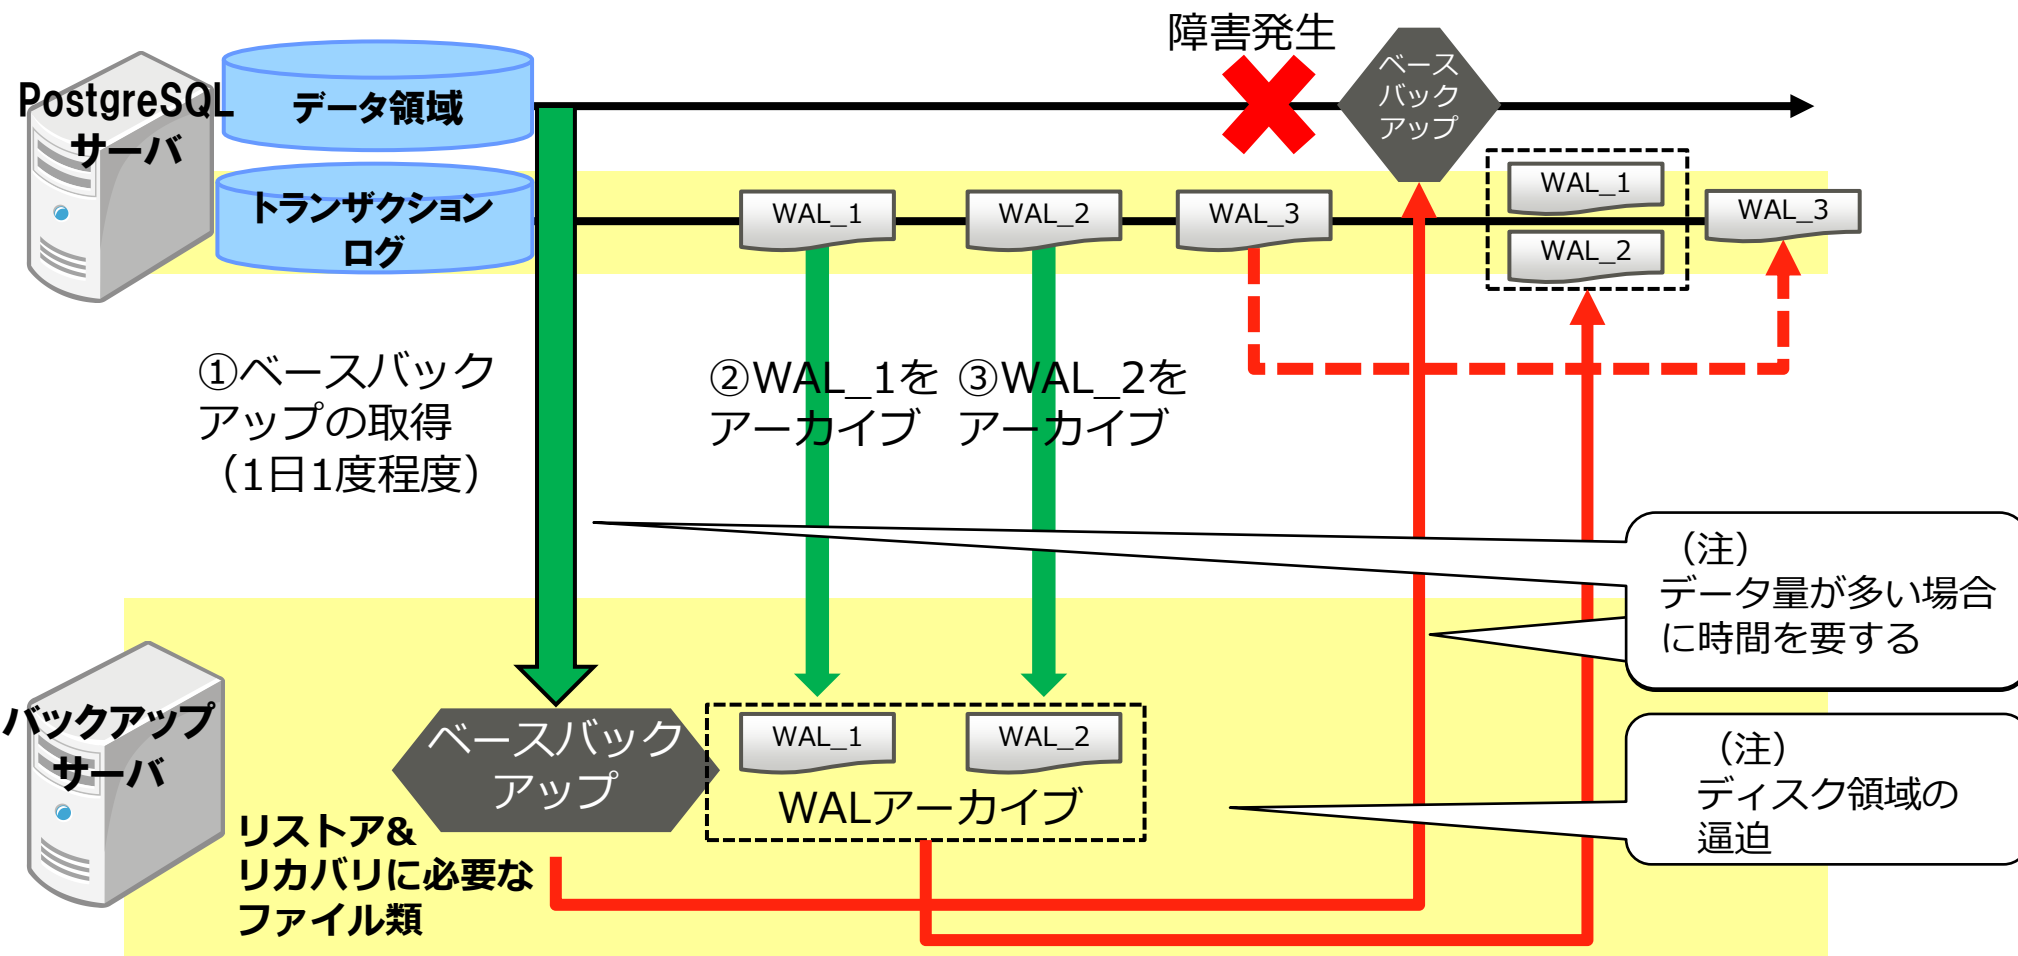 障害発生
PostgreSQL
サーバ
データ領域
ベース
バック
アップ
トランザクション
ログ
WAL_1
WAL_2
WAL_3
WAL_1
WAL_2
WAL_3
①ベースバック
アップの取得
（1日1度程度）
②WAL_1を
アーカイブ
③WAL_2を
アーカイブ
（注）
データ量が多い場合
に時間を要する
バックアップ
サーバ
ベースバック
アップ
WAL_1
WAL_2
WALアーカイブ
（注）
ディスク領域の
逼迫
リストア&
リカバリに必要な
ファイル類